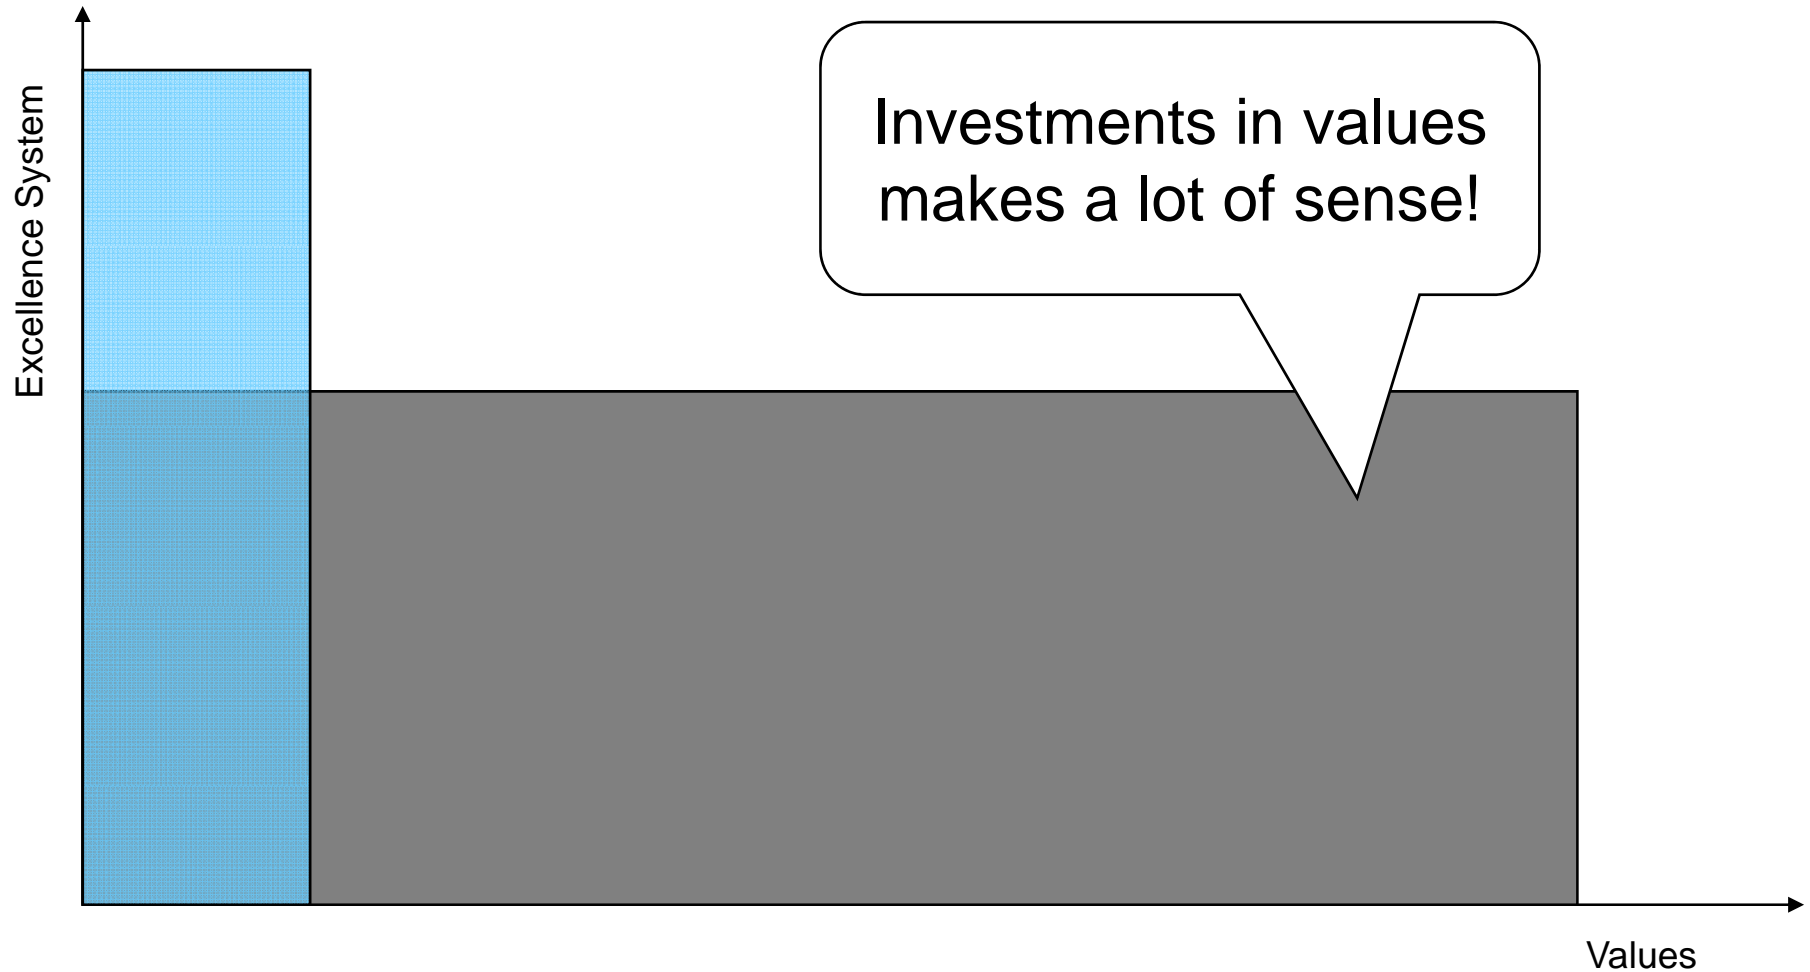 Excellence System
Investments in values
makes a lot of sense!
Values